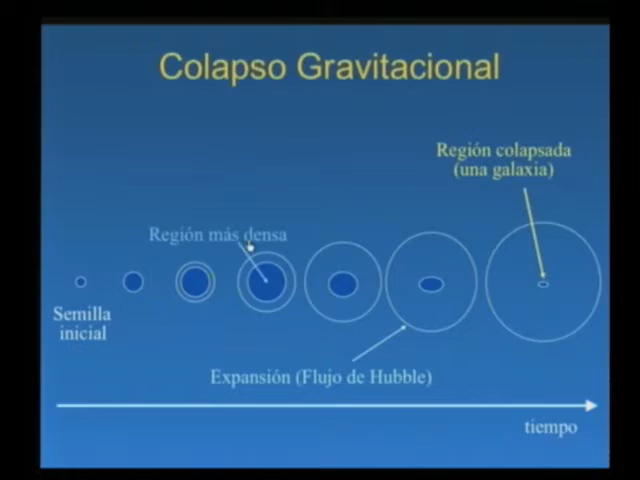 Colapso Gravitacional
Región colapsada
(una galaxia)
Región más densa
Semilla
inicial
Expansión (Flujo de Hubble)
tiempo